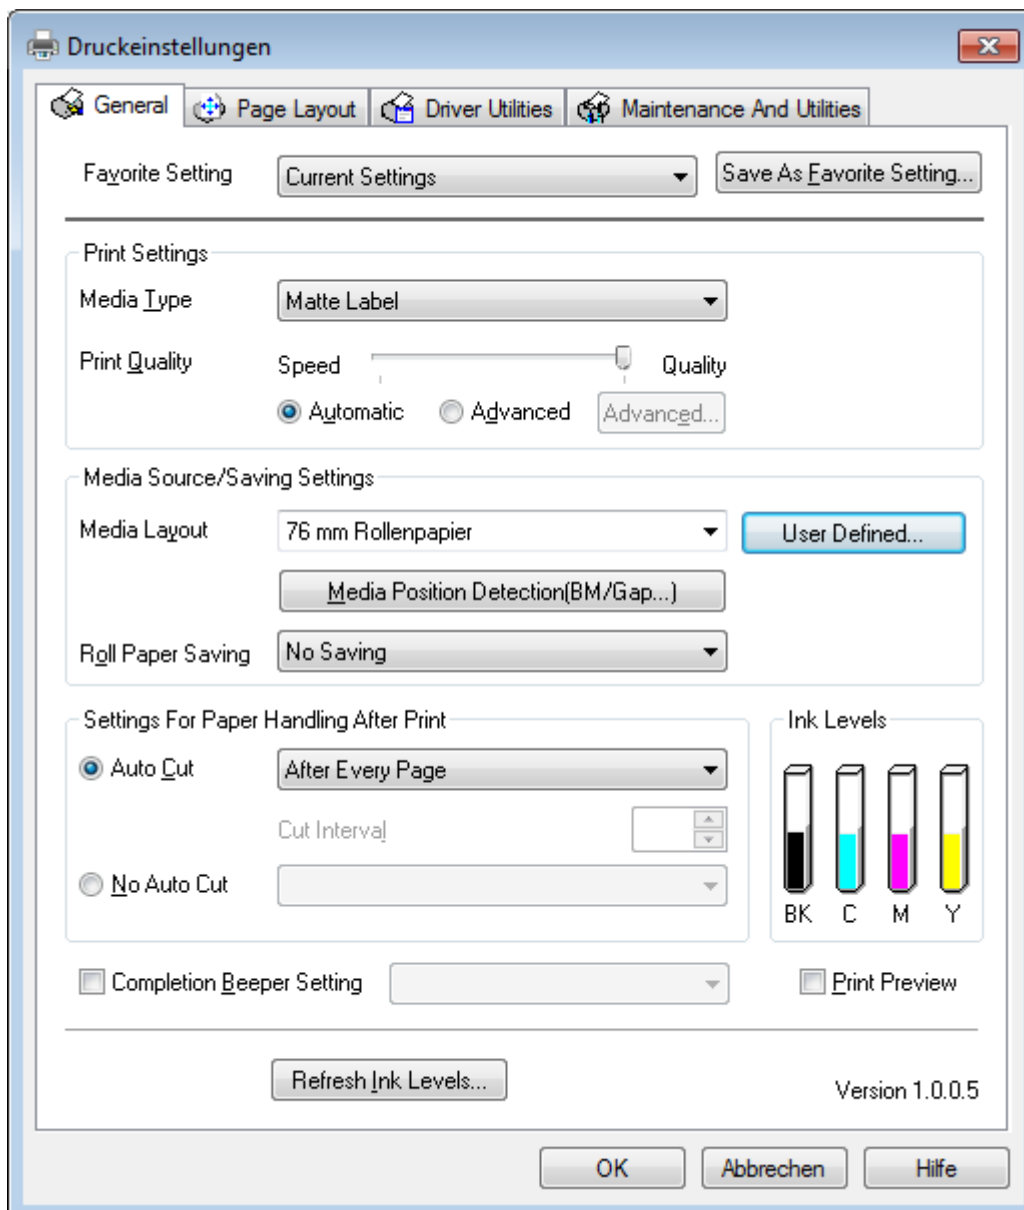 Druckeinstellungen
General Page Layout Driver Utilities Maintenance And Utilities
Favorite Setting Current Settings Save As Favorite Setting...
Print Settings
Media Type Matte Label
Print Quality Speed Quality
Automatic Advanced Advanced...
Media Source/Saving Settings
Media Layout 76 mm Rollenpapier User Defined...
Media Position Detection(BM/Gap...)
Roll Paper Saving No Saving
Settings For Paper Handling After Print Ink Levels
Auto Cut After Every Page
Cut Interval
No Auto Cut
BK C M Y
Completion Beeper Setting Print Preview
Refresh Ink Levels... Version 1.0.0.5
OK Abbrechen Hilfe